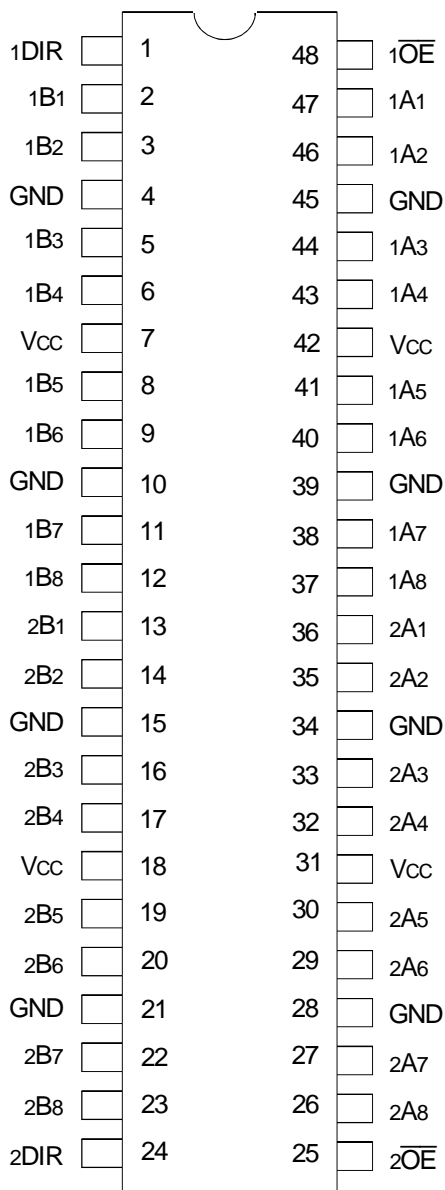 1DIR 1 48 1O̅E̅
1B1 2 47 1A1
1B2 3 46 1A2
GND 4 45 GND
1B3 5 44 1A3
1B4 6 43 1A4
VCC 7 42 VCC
1B5 8 41 1A5
1B6 9 40 1A6
GND 10 39 GND
1B7 11 38 1A7
1B8 12 37 1A8
2B1 13 36 2A1
2B2 14 35 2A2
GND 15 34 GND
2B3 16 33 2A3
2B4 17 32 2A4
VCC 18 31 VCC
2B5 19 30 2A5
2B6 20 29 2A6
GND 21 28 GND
2B7 22 27 2A7
2B8 23 26 2A8
2DIR 24 25 2O̅E̅